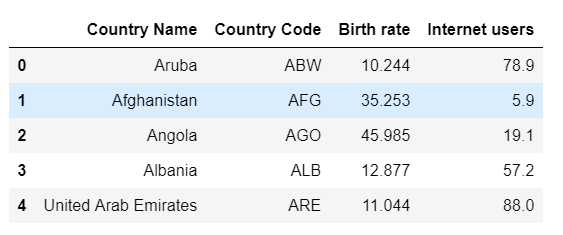 Country Name Country Code Birth rate Internet users
0 Aruba ABW 10.244 78.9
1 Afghanistan AFG 35.253 5.9
2 Angola AGO 45.985 19.1
3 Albania ALB 12.877 57.2
4 United Arab Emirates ARE 11.044 88.0